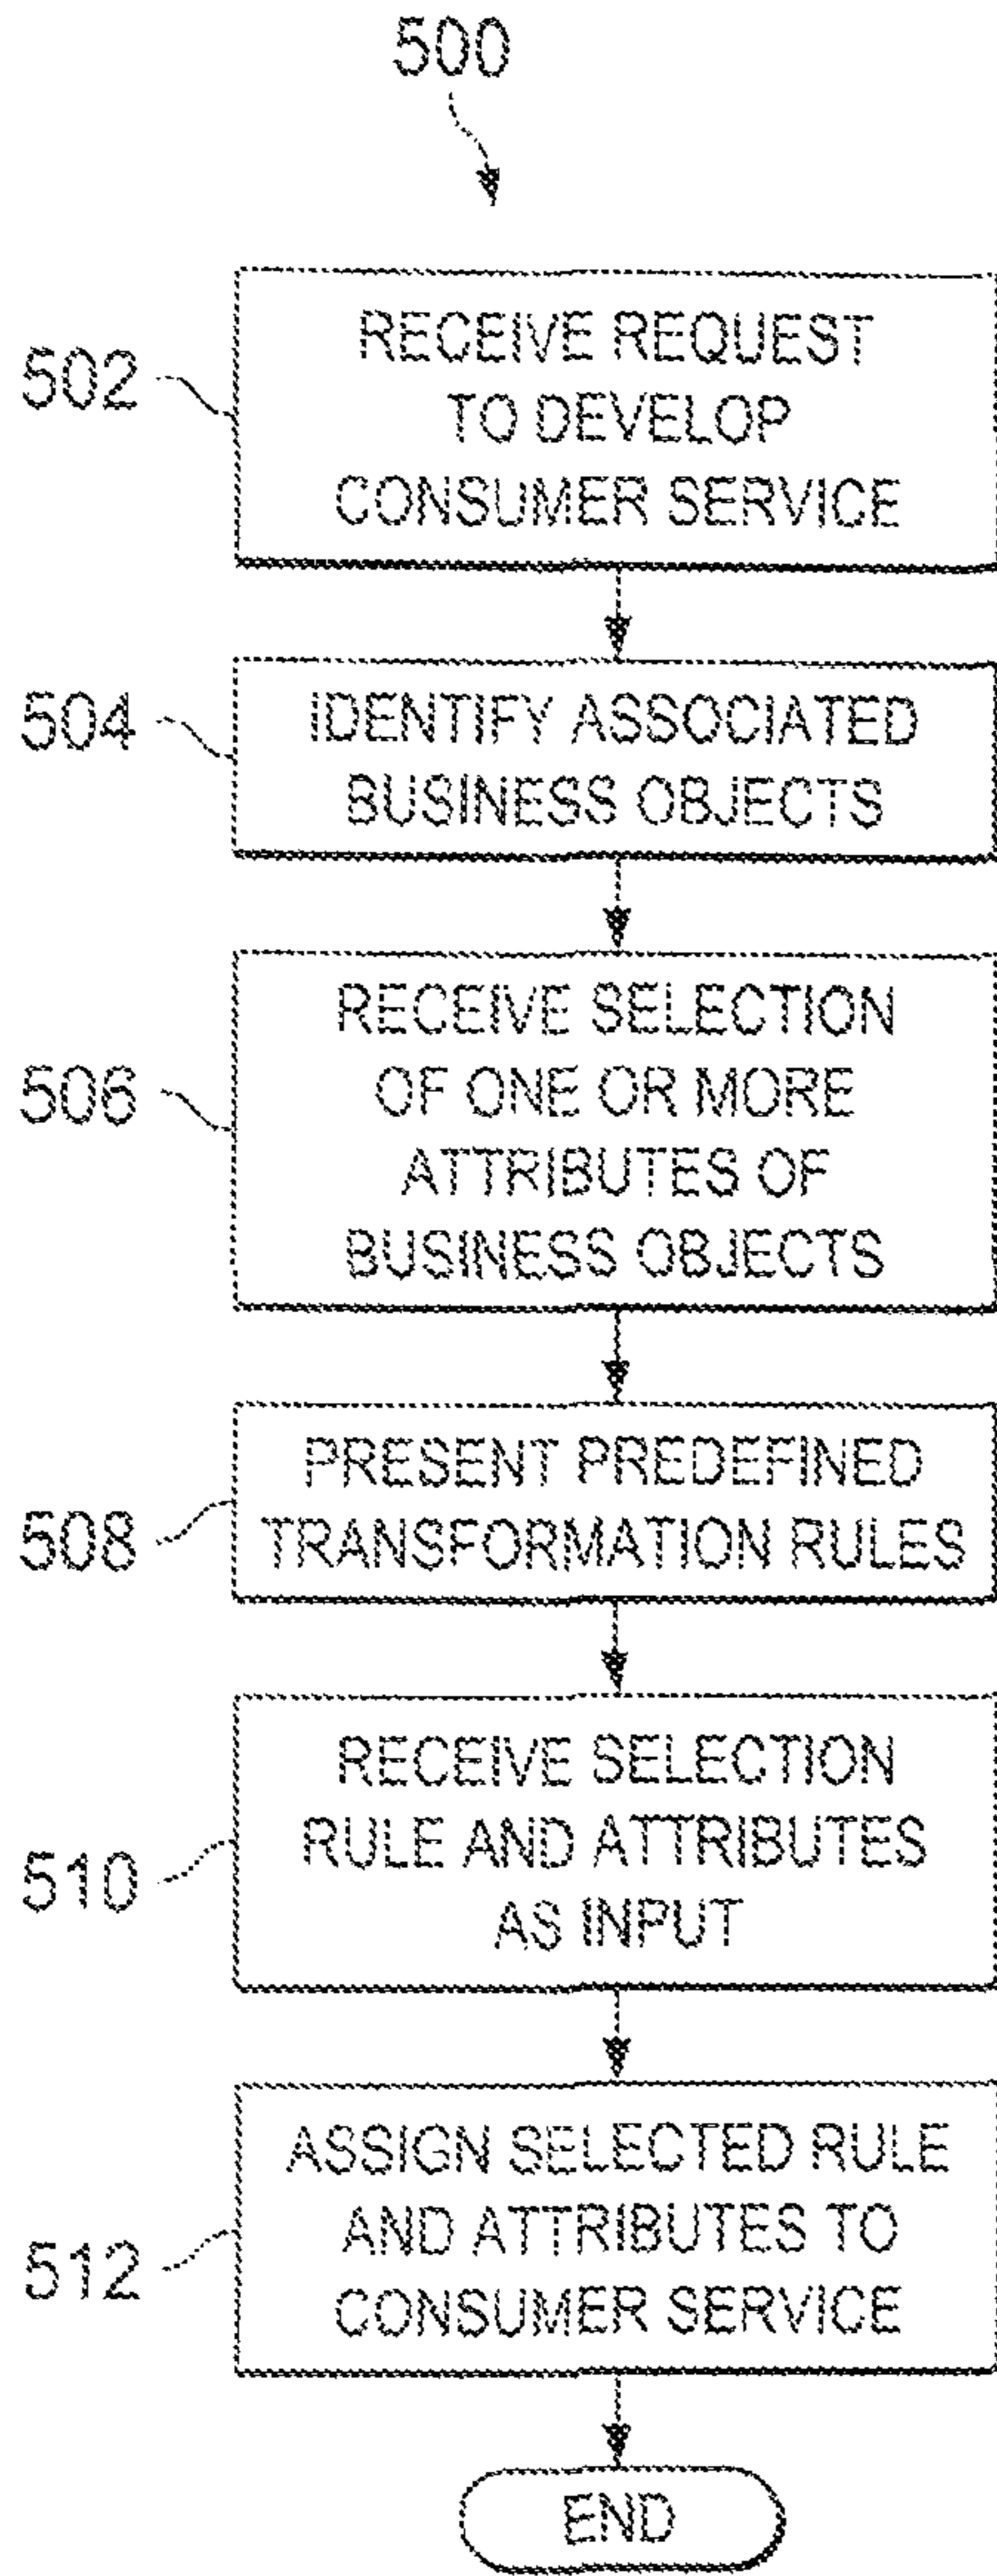 500
502
RECEIVE REQUEST
TO DEVELOP
CONSUMER SERVICE
504
IDENTIFY ASSOCIATED
BUSINESS OBJECTS
506
RECEIVE SELECTION
OF ONE OR MORE
ATTRIBUTES OF
BUSINESS OBJECTS
508
PRESENT PREDEFINED
TRANSFORMATION RULES
510
RECEIVE SELECTION
RULE AND ATTRIBUTES
AS INPUT
512
ASSIGN SELECTED RULE
AND ATTRIBUTES TO
CONSUMER SERVICE
END